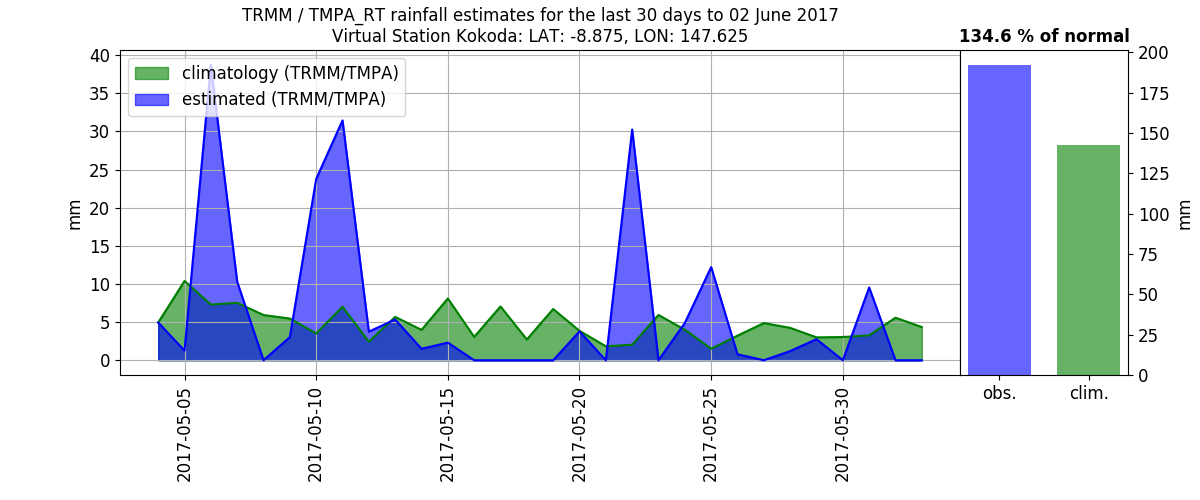 TRMM / TMPA_RT rainfall estimates for the last 30 days to 02 June 2017
Virtual Station Kokoda: LAT: -8.875, LON: 147.625
134.6 % of normal
climatology (TRMM/TMPA)
estimated (TRMM/TMPA)
40
35
30
25
20
15
10
5
0
mm
2017-05-05
2017-05-10
2017-05-15
2017-05-20
2017-05-25
2017-05-30
200
175
150
125
100
75
50
25
0
mm
obs.
clim.